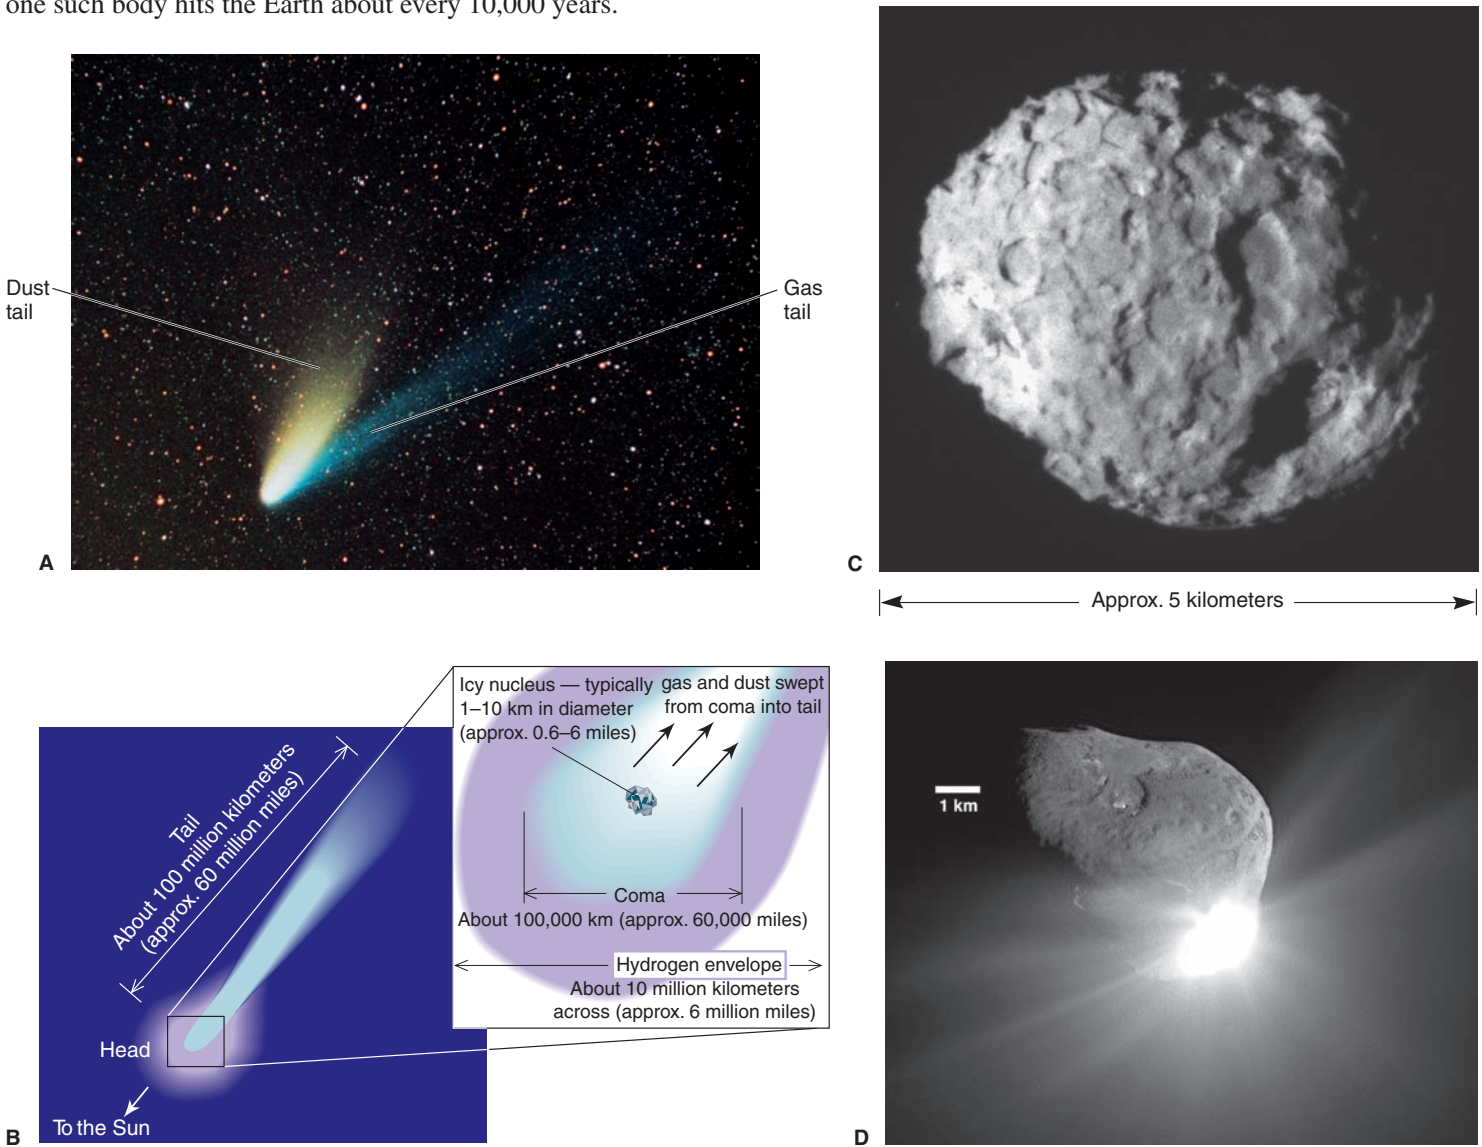 one such body hits the Earth about every 10,000 years.
Dust
tail
Gas
tail
A
C
Approx. 5 kilometers
Tail
About 100 million kilometers
(approx. 60 million miles)
Head
To the Sun
B
Icy nucleus — typically
1–10 km in diameter
(approx. 0.6–6 miles)
gas and dust swept
from coma into tail
Coma
About 100,000 km (approx. 60,000 miles)
Hydrogen envelope
About 10 million kilometers
across (approx. 6 million miles)
1 km
D